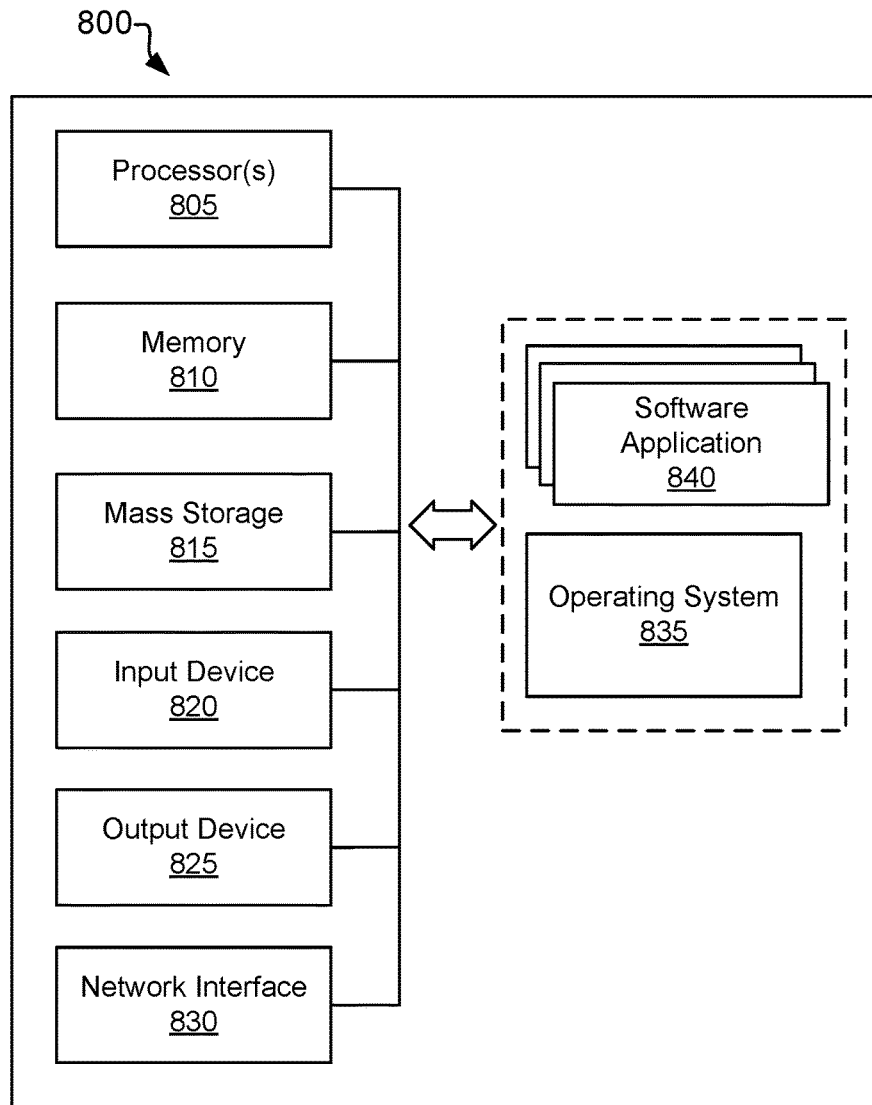 800
Processor(s)
805
Memory
810
Mass Storage
815
Input Device
820
Output Device
825
Network Interface
830
Software
Application
840
Operating System
835